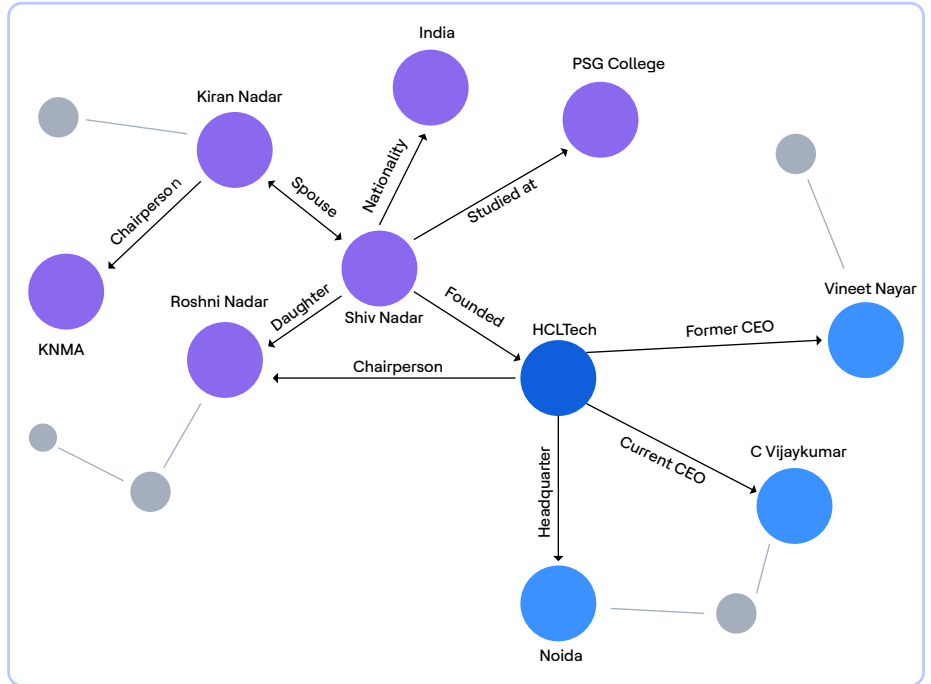 India
PSG College
Kiran Nadar
Nationality
Studied at
Spouse
Chairperson
Vineet Nayar
Roshni Nadar
Daughter
Shiv Nadar
Founded
KNMA
HCLTech
Former CEO
Chairperson
Current CEO
C Vijaykumar
Headquarter
Noida